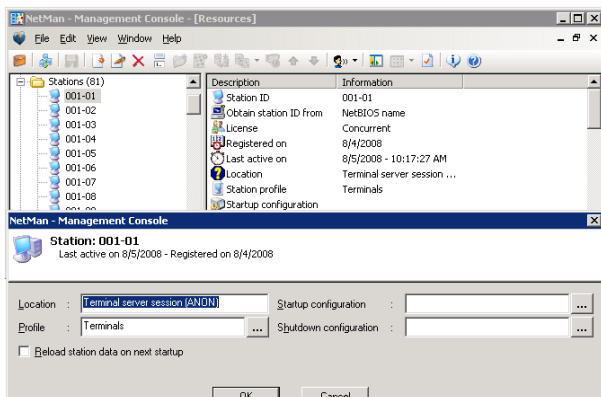 NetMan - Management Console - [Resources]
File Edit View Window Help
Stations (81)
001-01
001-02
001-03
001-04
001-05
001-06
001-07
001-08
001-09
Description Information
Station ID 001-01
Obtain station ID from NetBIOS name
License Concurrent
Registered on 8/4/2008
Last active on 8/5/2008 - 10:17:27 AM
Location Terminal server session ...
Station profile Terminals
Startup configuration
NetMan - Management Console
Station: 001-01
Last active on 8/5/2008 - Registered on 8/4/2008
Location : Terminal server session (ANON) Startup configuration : ...
Profile : Terminals ... Shutdown configuration : ...
Reload station data on next startup
OK Cancel